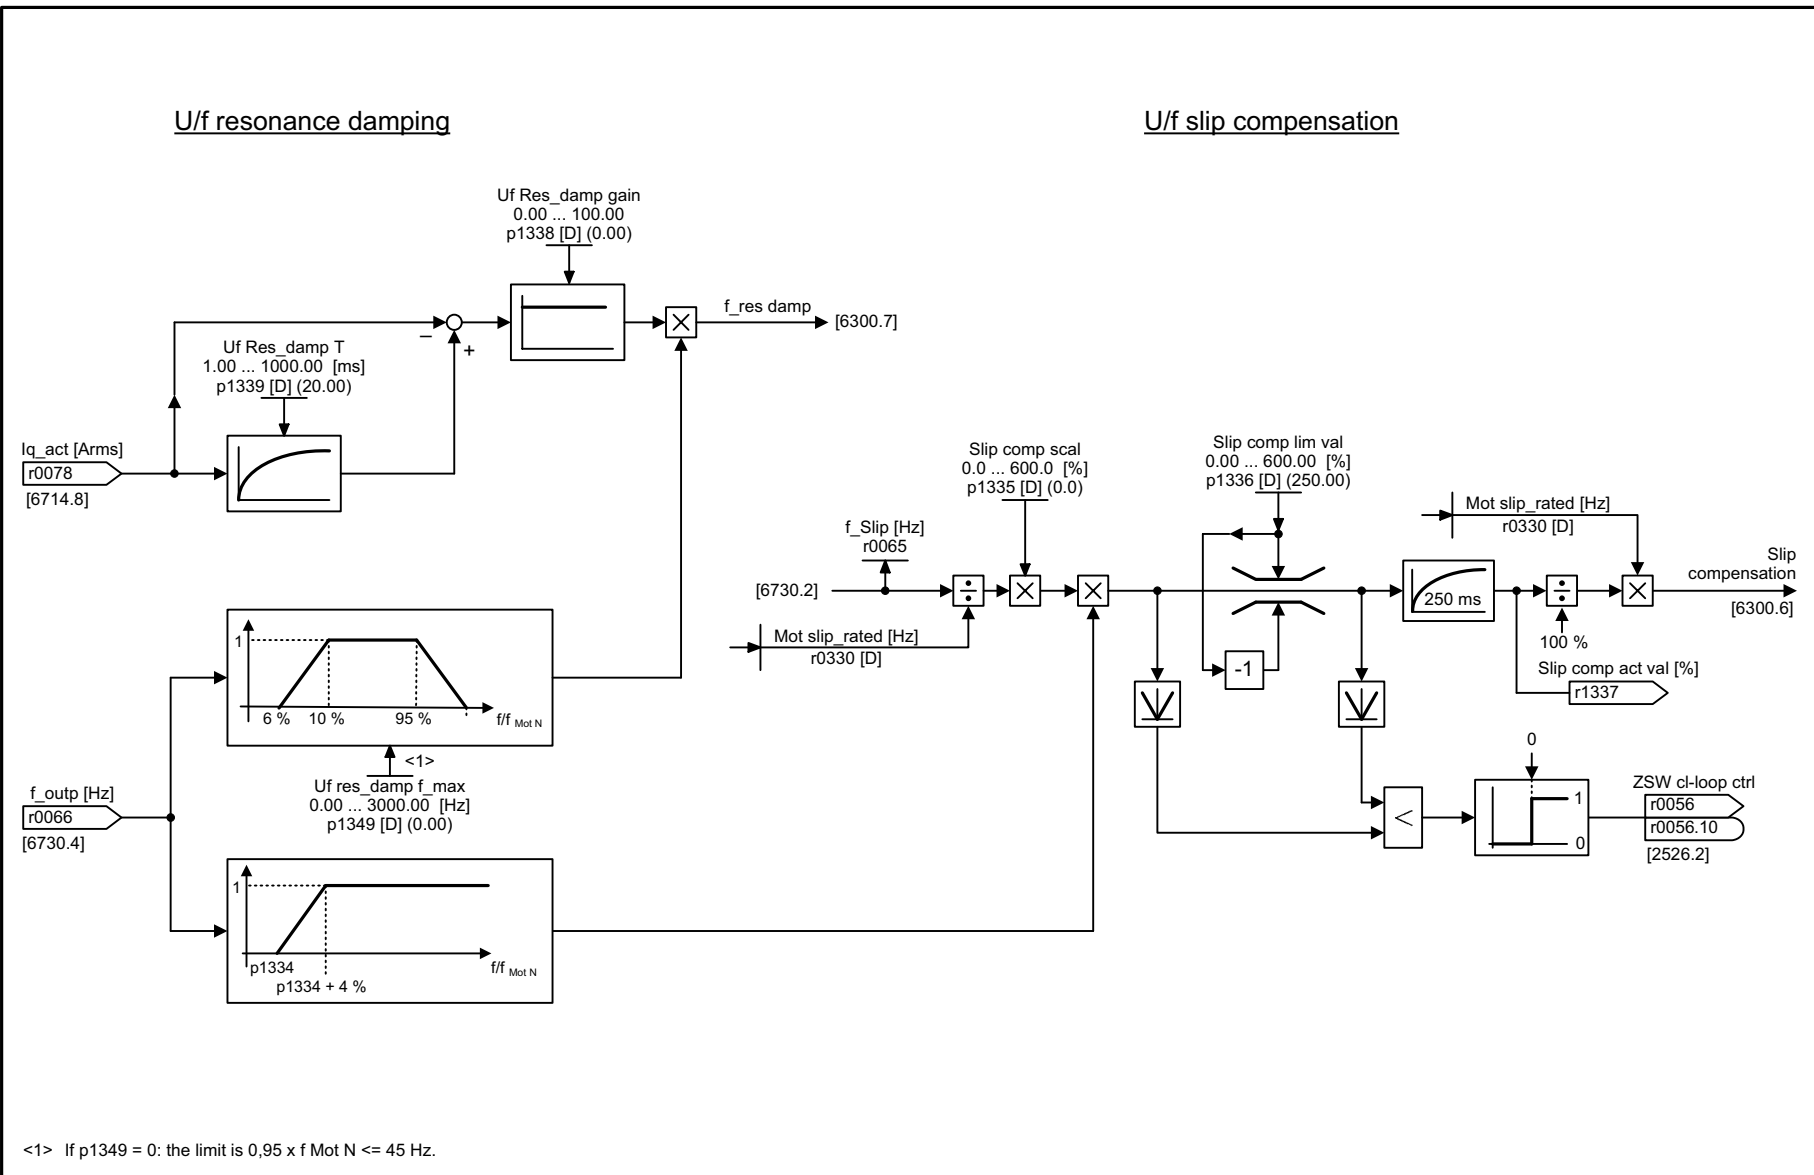 U/f resonance damping
U/f slip compensation
Uf Res_damp gain
0.00 ... 100.00
p1338 [D] (0.00)
f_res damp
[6300.7]
–
+
Uf Res_damp T
1.00 ... 1000.00 [ms]
p1339 [D] (20.00)
Iq_act [Arms]
r0078
[6714.8]
Slip comp scal
0.0 ... 600.0 [%]
p1335 [D] (0.0)
Slip comp lim val
0.00 ... 600.00 [%]
p1336 [D] (250.00)
Mot slip_rated [Hz]
r0330 [D]
f_Slip [Hz]
r0065
[6730.2]
÷
×
×
250 ms
÷
×
Slip
compensation
[6300.6]
Mot slip_rated [Hz]
r0330 [D]
-1
100 %
Slip comp act val [%]
r1337
1
6 %
10 %
95 %
f/f Mot N
<1>
Uf res_damp f_max
0.00 ... 3000.00 [Hz]
p1349 [D] (0.00)
f_outp [Hz]
r0066
[6730.4]
0
<
1
0
ZSW cl-loop ctrl
r0056
r0056.10
[2526.2]
1
p1334
f/f Mot N
p1334 + 4 %
<1> If p1349 = 0: the limit is 0,95 x f Mot N <= 45 Hz.